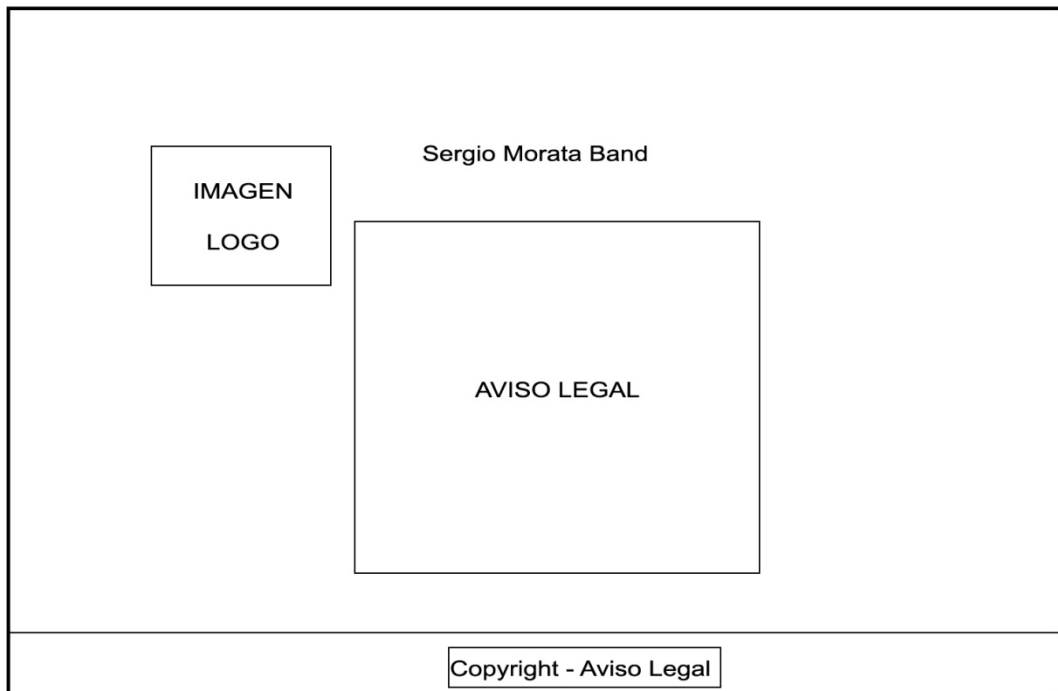 Sergio Morata Band
IMAGEN
LOGO
AVISO LEGAL
Copyright - Aviso Legal